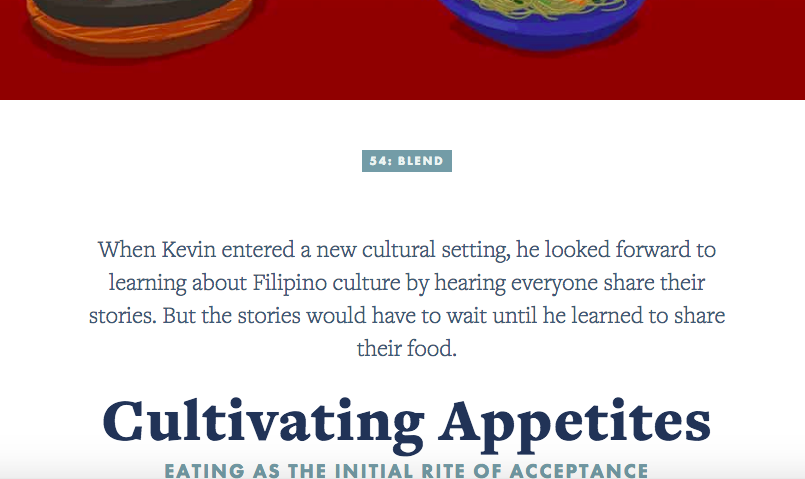 54: BLEND
When Kevin entered a new cultural setting, he looked forward to
learning about Filipino culture by hearing everyone share their
stories. But the stories would have to wait until he learned to share
their food.
Cultivating Appetites
EATING AS THE INITIAL RITE OF ACCEPTANCE